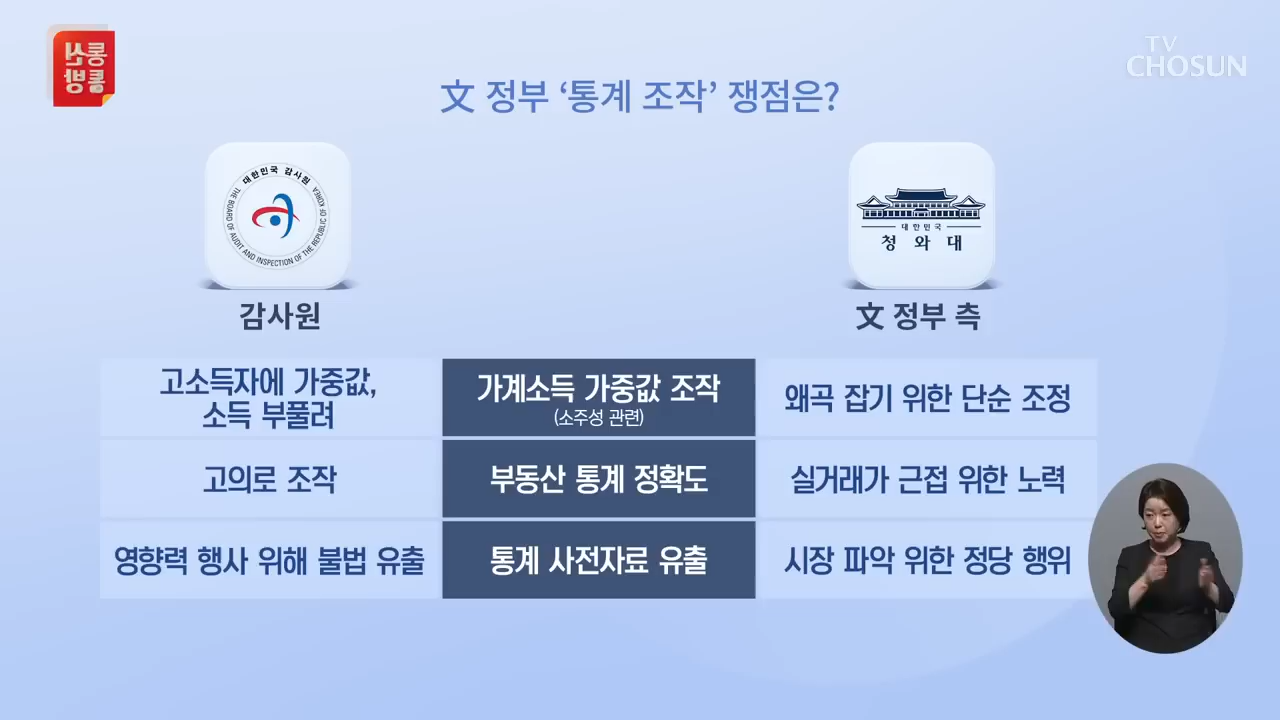 신통
방통
TV
CHOSUN
文 정부 ‘통계 조작’ 쟁점은?
대한민국 감사원
THE BOARD OF AUDIT AND INSPECTION OF THE REPUBLIC OF KOREA
대한민국
청와대
감사원
文 정부 측
고소득자에 가중값,
소득 부풀려
가계소득 가중값 조작
(소주성 관련)
왜곡 잡기 위한 단순 조정
고의로 조작
부동산 통계 정확도
실거래가 근접 위한 노력
영향력 행사 위해 불법 유출
통계 사전자료 유출
시장 파악 위한 정당 행위